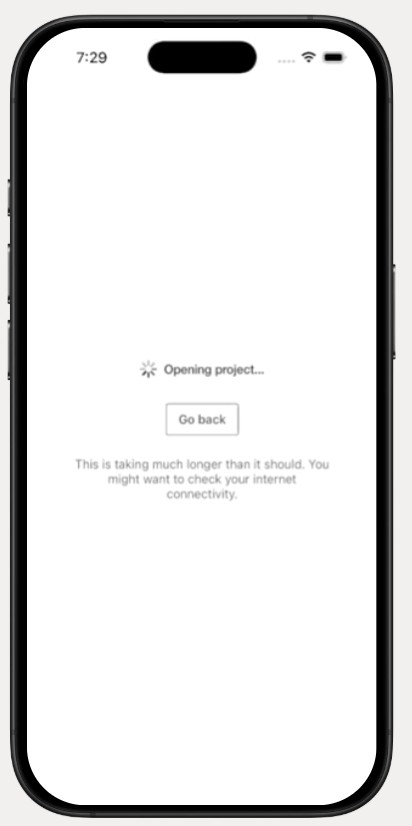 7:29
Opening project...
Go back
This is taking much longer than it should. You
might want to check your internet
connectivity.